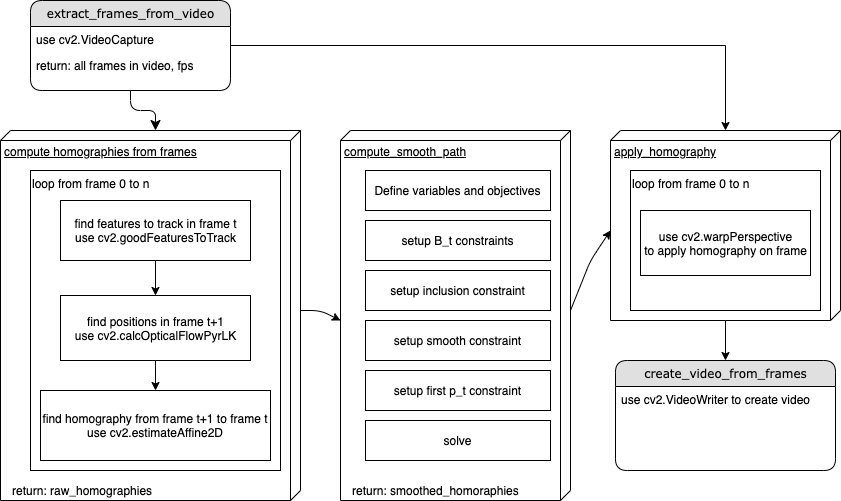 extract_frames_from_video
use cv2.VideoCapture
return: all frames in video, fps
compute homographies from frames
loop from frame 0 to n
find features to track in frame t
use cv2.goodFeaturesToTrack
find positions in frame t+1
use cv2.calcOpticalFlowPyrLK
find homography from frame t+1 to frame t
use cv2.estimateAffine2D
return: raw_homographies
compute_smooth_path
Define variables and objectives
setup B_t constraints
setup inclusion constraint
setup smooth constraint
setup first p_t constraint
solve
return: smoothed_homoraphies
apply_homography
loop from frame 0 to n
use cv2.warpPerspective
to apply homography on frame
create_video_from_frames
use cv2.VideoWriter to create video